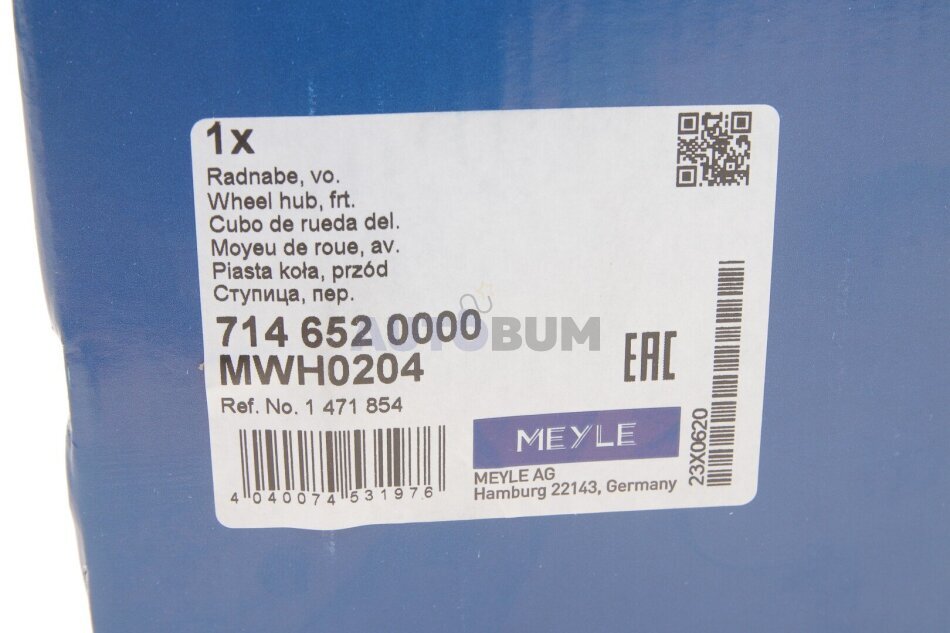 1x
Radnabe, vo.
Wheel hub, frt.
Cubo de rueda del.
Moyeu de roue, av.
Piasta koła, przód
Ступица, пер.
714 652 0000
AUTOBUM
MWH0204
EAC
Ref. No. 1 471 854
MEYLE
MEYLE AG
Hamburg 22143, Germany
4 040074 531976
23X0620